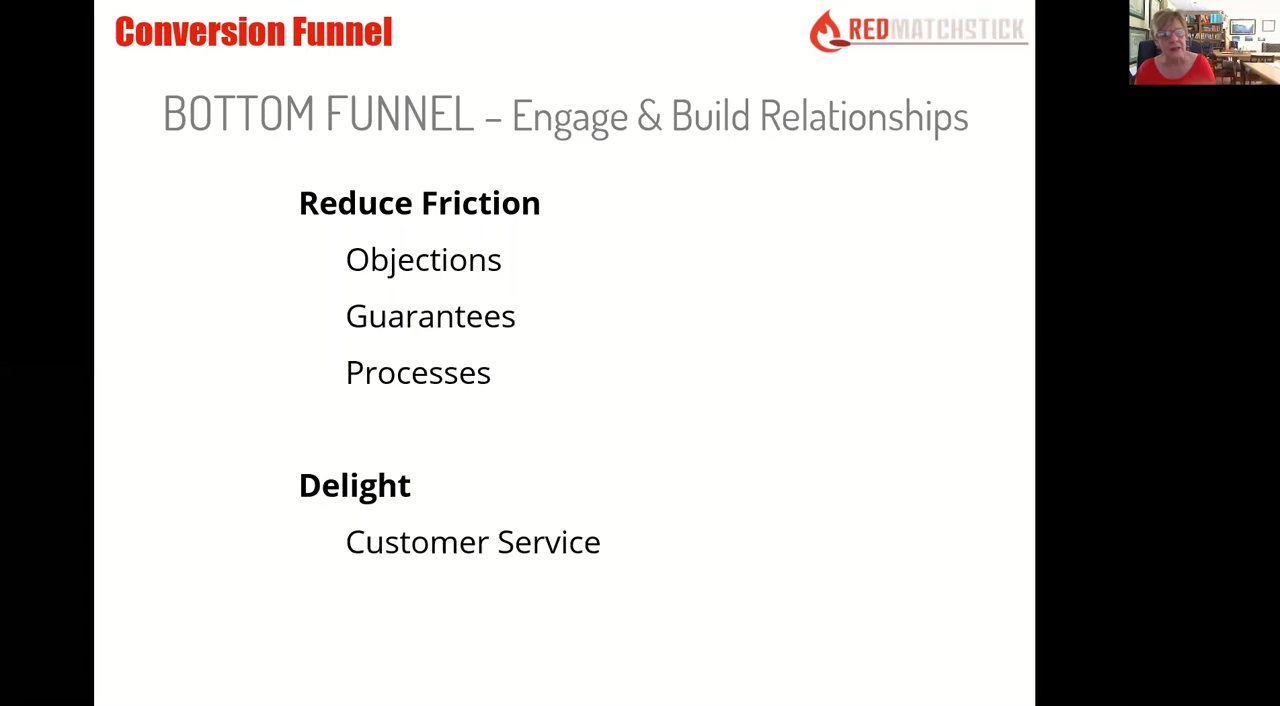 Conversion Funnel
REDMATCHSTICK
BOTTOM FUNNEL – Engage & Build Relationships
Reduce Friction
Objections
Guarantees
Processes
Delight
Customer Service